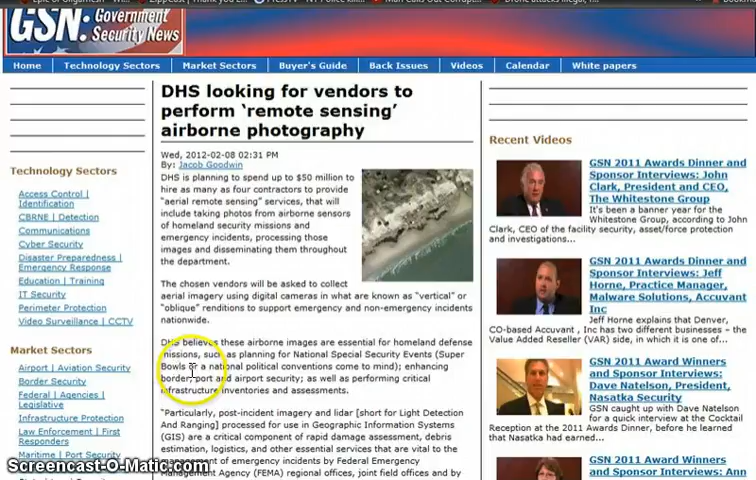 GSN: Government
Security News
Home Technology Sectors Market Sectors Buyer's Guide Back Issues Videos Calendar White papers
Technology Sectors
Access Control |
Identification
CBRNE | Detection
Communications
Cyber Security
Disaster Preparedness |
Emergency Response
Education | Training
IT Security
Perimeter Protection
Video Surveillance | CCTV
Market Sectors
Airport | Aviation Security
Border Security
Federal | Agencies |
Legislative
Infrastructure Protection
Law Enforcement | First
Responders
Maritime | Port Security
DHS looking for vendors to
perform ‘remote sensing’
airborne photography
Wed, 2012-02-08 02:31 PM
By: Jacob Goodwin
DHS is planning to spend up to $50 million to
hire as many as four contractors to provide
“aerial remote sensing” services, that will
include taking photos from airborne sensors
of homeland security missions and
emergency incidents, processing those
images and disseminating them throughout
the department.
The chosen vendors will be asked to collect
aerial imagery using digital cameras in what are known as “vertical” or
“oblique” renditions to support emergency and non-emergency incidents
nationwide.
DHS believes these airborne images are essential for homeland defense
missions, such as planning for National Special Security Events (Super
Bowls or a national political conventions come to mind); enhancing
border, port and airport security; as well as performing critical
infrastructure inventories and assessments.
“Particularly, post-incident imagery and lidar [short for Light Detection
And Ranging] processed for use in Geographic Information Systems
(GIS) are a critical component of rapid damage assessment, debris
estimation, logistics, and other essential services that are vital to the
management of emergency incidents by Federal Emergency
Management Agency (FEMA) regional offices, joint field offices and by
Recent Videos
GSN 2011 Awards Dinner and
Sponsor Interviews: John
Clark, President and CEO,
The Whitestone Group
It's been a banner year for the
Whitestone Group, according to John
Clark, CEO of the facility security, asset/force protection
and investigations...
GSN 2011 Awards Dinner and
Sponsor Interviews: Jeff
Horne, Practice Manager,
Malware Solutions, Accuvant
Inc
Jeff Horne explains that Denver,
CO-based Accuvant , Inc has two different businesses – the
Value Added Reseller (VAR) side, in which it is one of...
GSN 2011 Awards Dinner and
Sponsor Interviews: Dave
Natelson, President,
Nasatka Security
GSN caught up with Dave Natelson
for a quick interview at the Cocktail
Reception at the 2011 Awards Dinner, before he learned
that Nasatka had earned...
GSN 2011 Awards Dinner and
Sponsor Interviews: Ann
Screencast-O-Matic.com